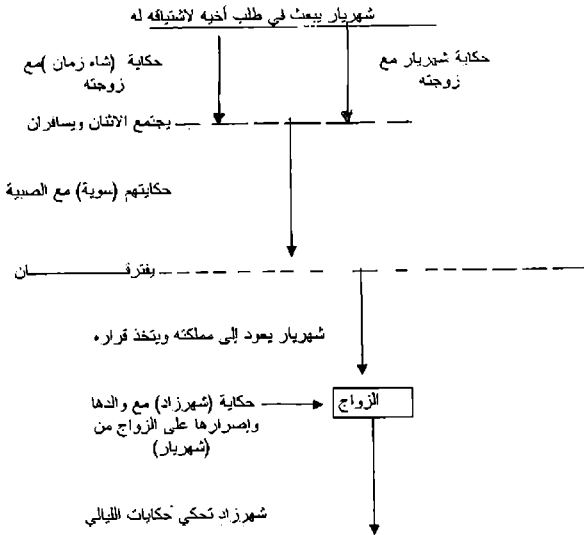 شهريار يبعث في طلب أخيه لاشتياقه له
حكاية شهريار مع
زوجته
حكاية (شاه زمان) مع
زوجته
يجتمع الاثنان ويسافران
حكايتهم (سوية) مع الصبية
يفترقــــــــان
شهريار يعود إلى مملكته ويتخذ قراره
الزواج
حكاية (شهرزاد) مع والدها
وإصرارها على الزواج من
(شهريار)
شهرزاد تحكي حكايات الليالي